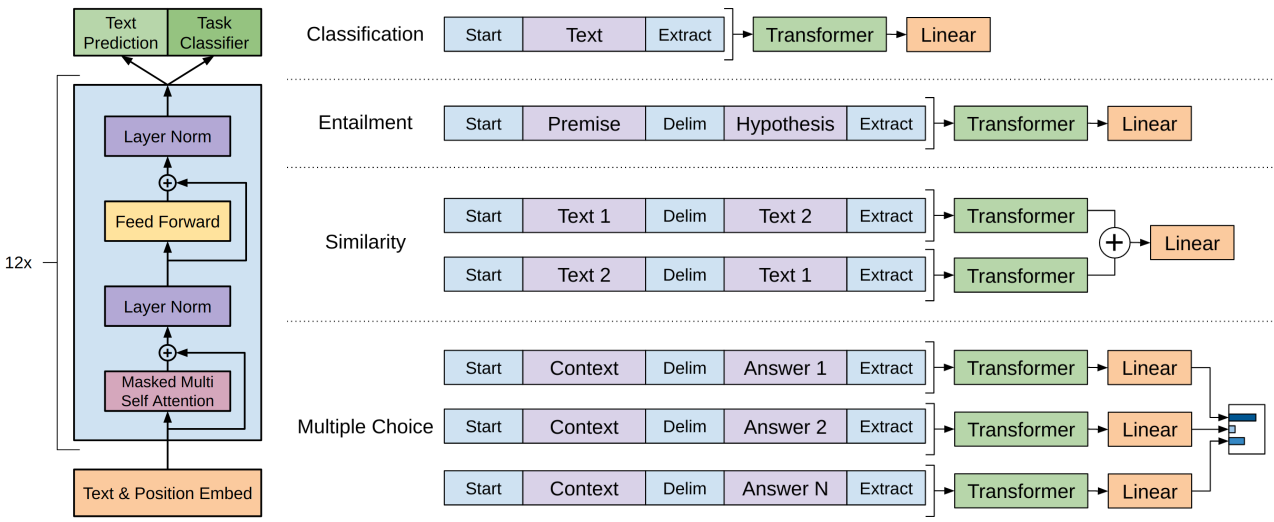 Text Prediction
Task Classifier
12x
Layer Norm
+
Feed Forward
Layer Norm
+
Masked Multi
Self Attention
Text & Position Embed
Classification
Start Text Extract Transformer Linear
Entailment
Start Premise Delim Hypothesis Extract Transformer Linear
Similarity
Start Text 1 Delim Text 2 Extract Transformer
+ Linear
Start Text 2 Delim Text 1 Extract Transformer
Multiple Choice
Start Context Delim Answer 1 Extract Transformer Linear
Start Context Delim Answer 2 Extract Transformer Linear
Start Context Delim Answer N Extract Transformer Linear